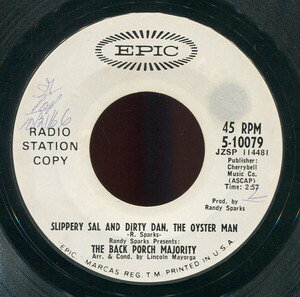 EPIC
RADIO
STATION
COPY
45 RPM
5-10079
JZSP 114481
Publisher:
Cherrybell
Music Co.
(ASCAP)
Time: 2:57
Prod. by
Randy Sparks
SLIPPERY SAL AND DIRTY DAN, THE OYSTER MAN
-R. Sparks-
Randy Sparks Presents:
THE BACK PORCH MAJORITY
Arr. & Cond. by Lincoln Mayorga
EPIC, MARCAS REG. T.M. PRINTED IN U.S.A.